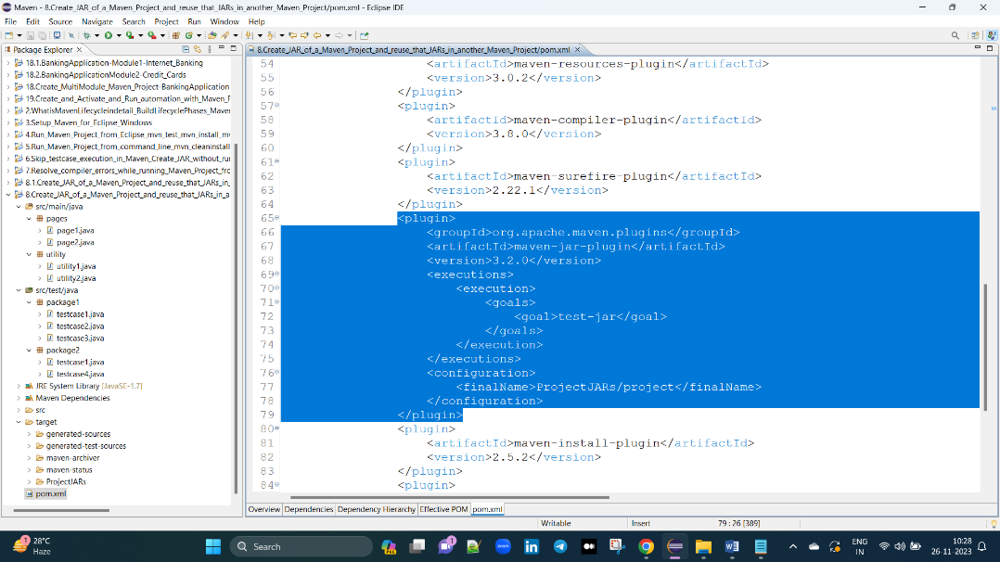 Maven - 8.Create_JAR_of_a_Maven_Project_and_reuse_that_JARs_in_another_Maven_Project/pom.xml - Eclipse IDE
File Edit Source Navigate Search Project Run Window Help
Package Explorer
18.1.BankingApplication-Module1-Internet_Banking
18.2.BankingApplicationModule2-Credit_Cards
18.Create_MultiModule_Maven_Project-BankingApplication
19.Create_and_Activate_and_Run_automation_with_Maven_P
2.WhatisMavenLifecycleindetail_BuildLifecyclePhases_Maven
3.Setup_Maven_for_Eclipse_Windows
4.Run_Maven_Project_from_Eclipse_mvn_test_mvn_install_m
5.Run_Maven_Project_from_command_line_mvn_cleaninstall
6.Skip_testcase_execution_in_Maven_Create_JAR_without_ru
7.Resolve_compiler_errors_while_running_Maven_Project_fro
8.1.Create_JAR_of_a_Maven_Project_and_reuse_that_JARs_in_
8.Create_JAR_of_a_Maven_Project_and_reuse_that_JARs_in_a
src/main/java
pages
page1.java
page2.java
utility
utility1.java
utility2.java
src/test/java
package1
testcase1.java
testcase2.java
testcase3.java
package2
testcase1.java
testcase4.java
JRE System Library [JavaSE-1.7]
Maven Dependencies
src
target
generated-sources
generated-test-sources
maven-archiver
maven-status
ProjectJARs
pom.xml
8.Create_JAR_of_a_Maven_Project_and_reuse_that_JARs_in_another_Maven_Project/pom.xml
54 <artifactId>maven-resources-plugin</artifactId>
55 <version>3.0.2</version>
56 </plugin>
57 <plugin>
58 <artifactId>maven-compiler-plugin</artifactId>
59 <version>3.8.0</version>
60 </plugin>
61 <plugin>
62 <artifactId>maven-surefire-plugin</artifactId>
63 <version>2.22.1</version>
64 </plugin>
65 <plugin>
66 <groupId>org.apache.maven.plugins</groupId>
67 <artifactId>maven-jar-plugin</artifactId>
68 <version>3.2.0</version>
69 <executions>
70 <execution>
71 <goals>
72 <goal>test-jar</goal>
73 </goals>
74 </execution>
75 </executions>
76 <configuration>
77 <finalName>ProjectJARs/project</finalName>
78 </configuration>
79 </plugin>
80 <plugin>
81 <artifactId>maven-install-plugin</artifactId>
82 <version>2.5.2</version>
83 </plugin>
84 <plugin>
Overview Dependencies Dependency Hierarchy Effective POM pom.xml
Writable Insert 79 : 26 [389]
28°C
Haze
Search
ENG
IN
10:28
26-11-2023